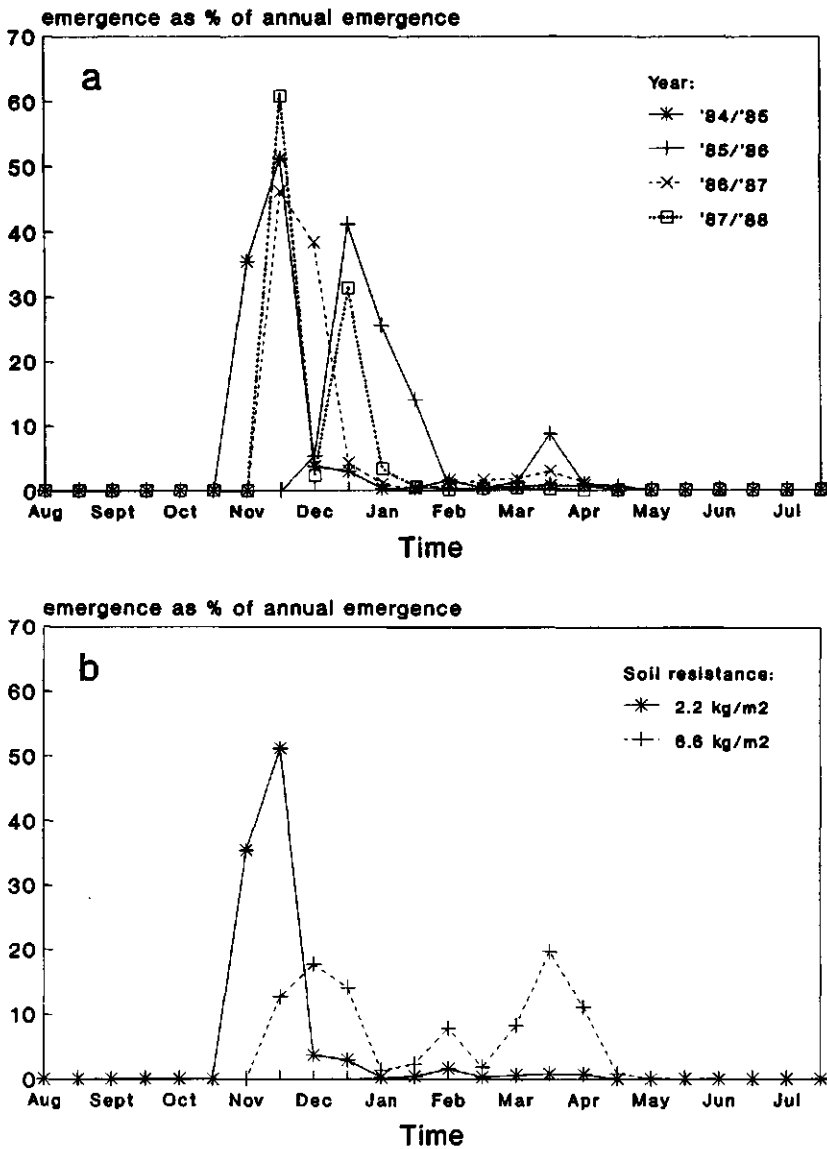 emergence as % of annual emergence
70
60
50
40
30
20
10
0
a
Year:
'84/'85
'85/'86
'86/'87
'87/'88
Aug Sept Oct Nov Dec Jan Feb Mar Apr May Jun Jul
Time
emergence as % of annual emergence
70
60
50
40
30
20
10
0
b
Soil resistance:
2.2 kg/m2
6.6 kg/m2
Aug Sept Oct Nov Dec Jan Feb Mar Apr May Jun Jul
Time